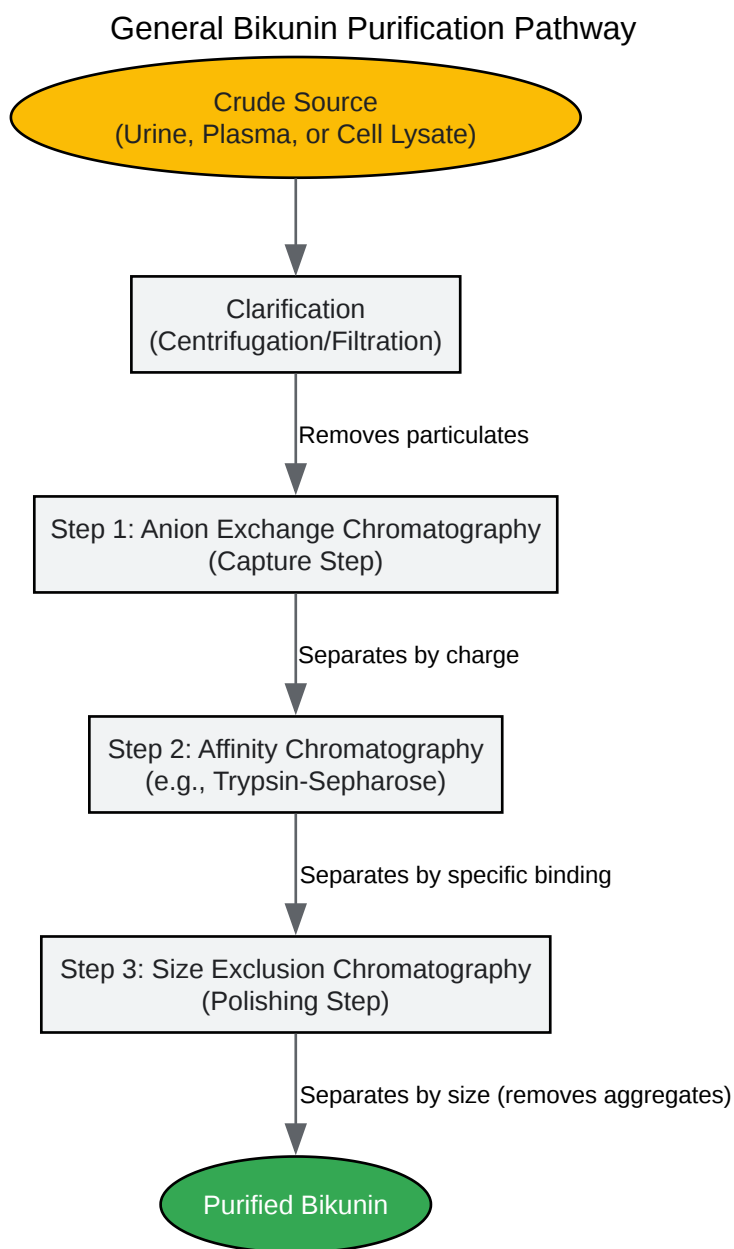 General Bikunin Purification Pathway
Crude Source
(Urine, Plasma, or Cell Lysate)
Clarification
(Centrifugation/Filtration)
Removes particulates
Step 1: Anion Exchange Chromatography
(Capture Step)
Separates by charge
Step 2: Affinity Chromatography
(e.g., Trypsin-Sepharose)
Separates by specific binding
Step 3: Size Exclusion Chromatography
(Polishing Step)
Separates by size (removes aggregates)
Purified Bikunin